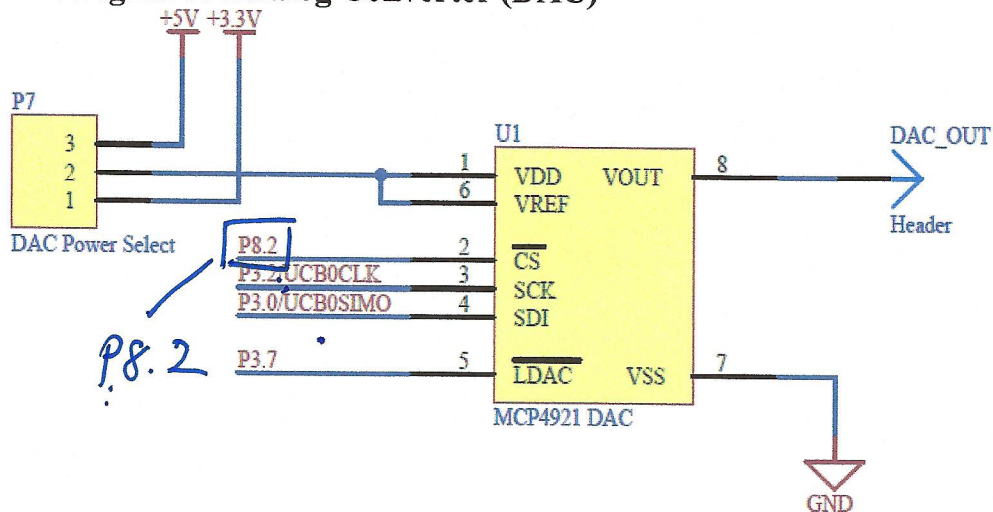 +5V +3.3V
P7
3
2
1
DAC Power Select
U1
1 VDD VOUT 8
6 VREF
P8.2 2 CS
P3.2/UCB0CLK 3 SCK
P3.0/UCB0SIMO 4 SDI
P3.7 5 LDAC VSS 7
MCP4921 DAC
DAC_OUT
Header
P8.2
GND